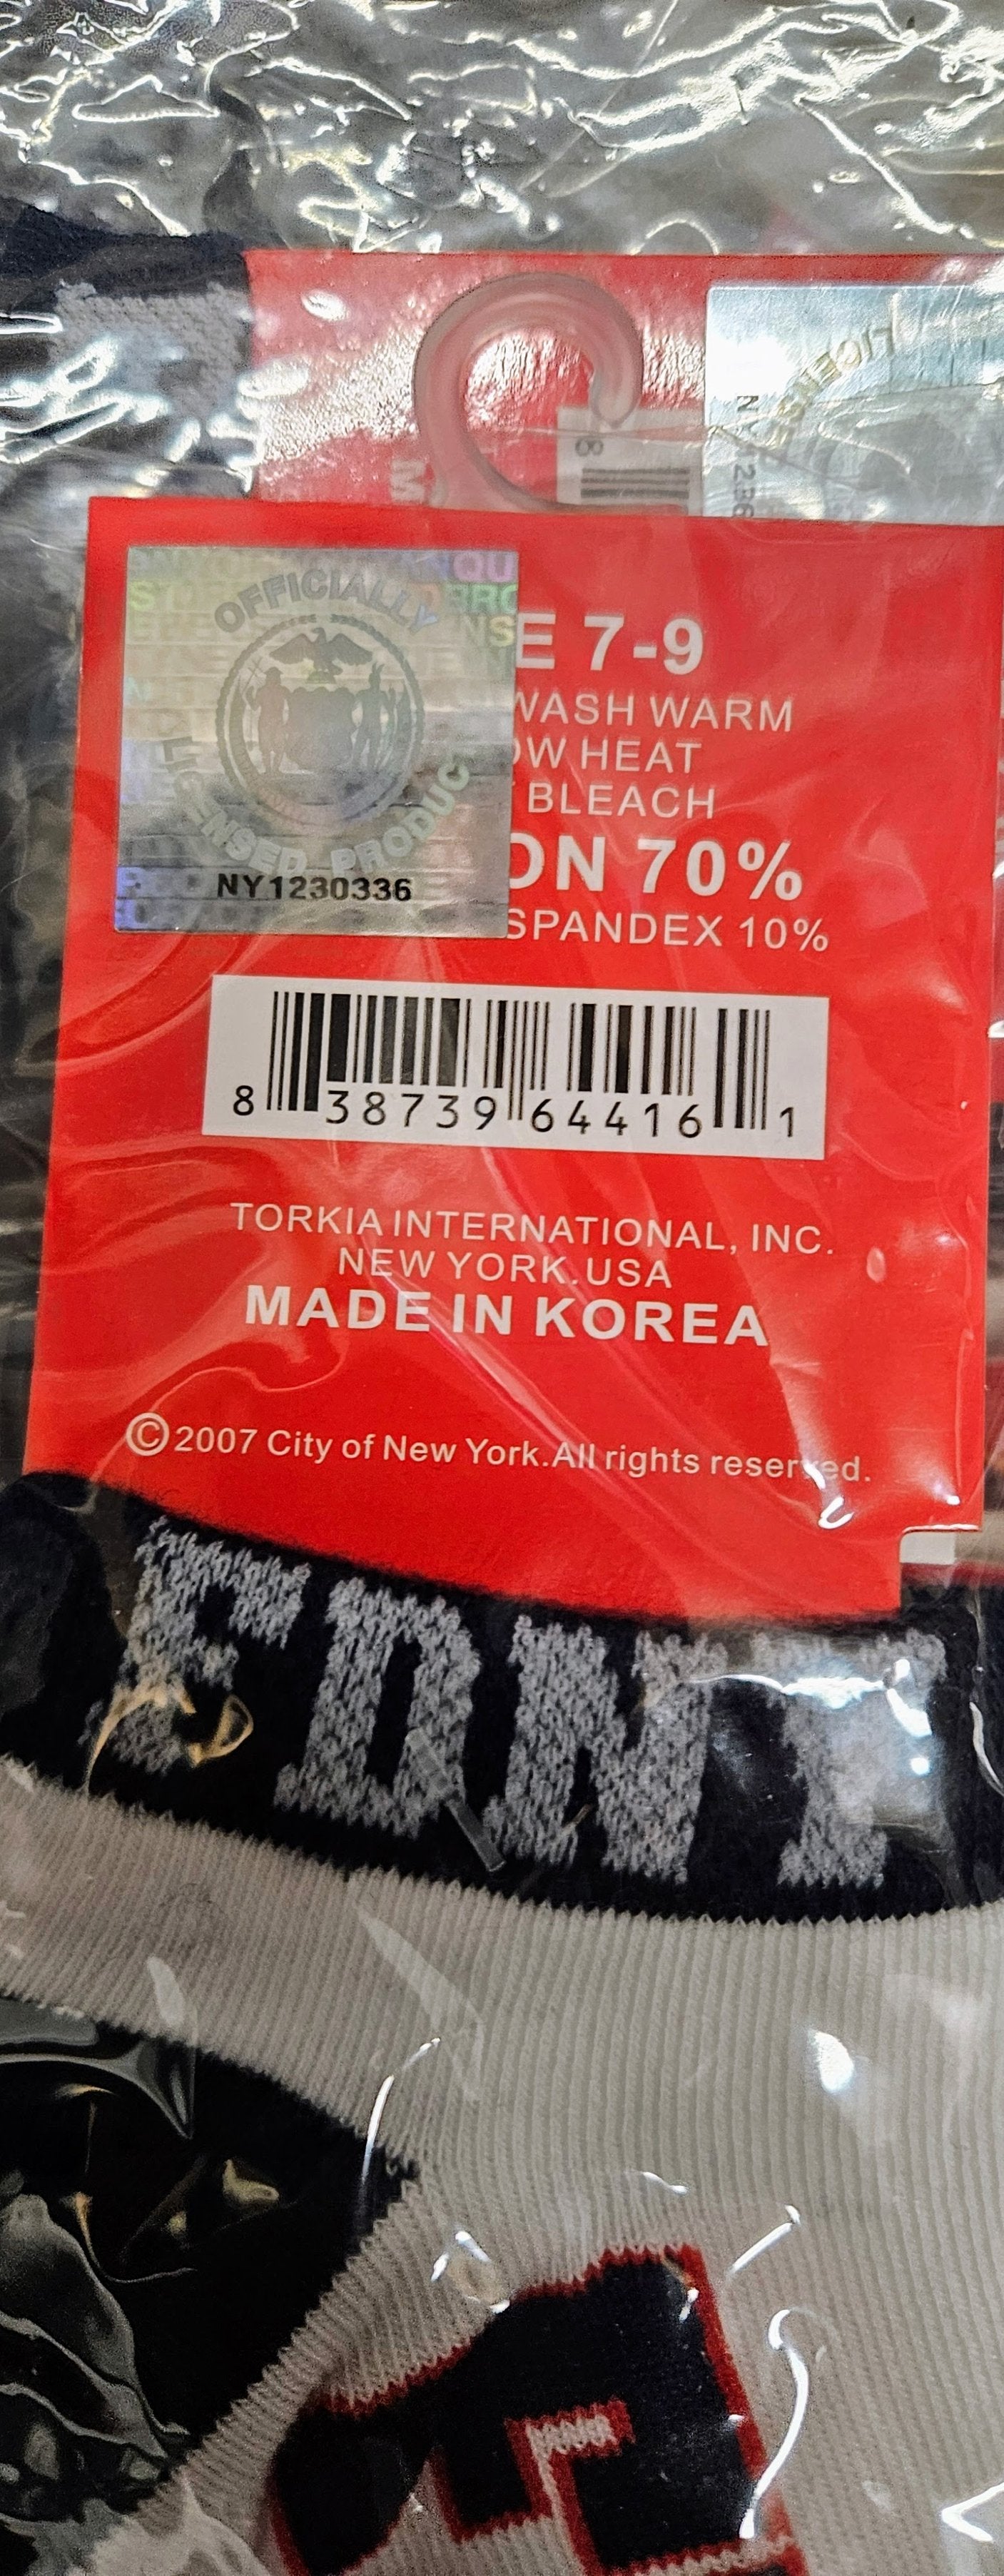 OFFICIALLY
LICENSED PRODUCT
NY1230336
E 7-9
WASH WARM
OW HEAT
BLEACH
ON 70%
SPANDEX 10%
8 38739 64416 1
TORKIA INTERNATIONAL, INC.
NEW YORK.USA
MADE IN KOREA
©2007 City of New York.All rights reserved.
FDNY